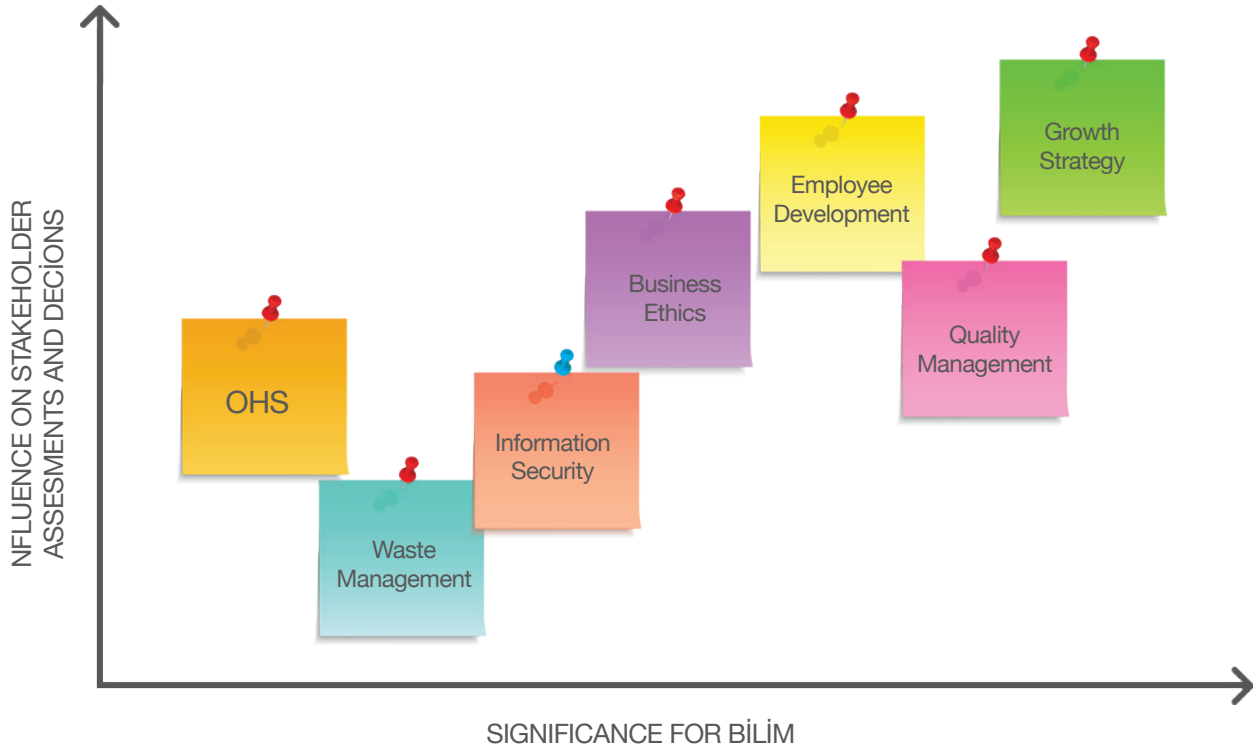 NFLUENCE ON STAKEHOLDER
ASSESMENTS AND DECİONS
Growth
Strategy
Employee
Development
Business
Ethics
Quality
Management
OHS
Information
Security
Waste
Management
SIGNIFICANCE FOR BİLİM